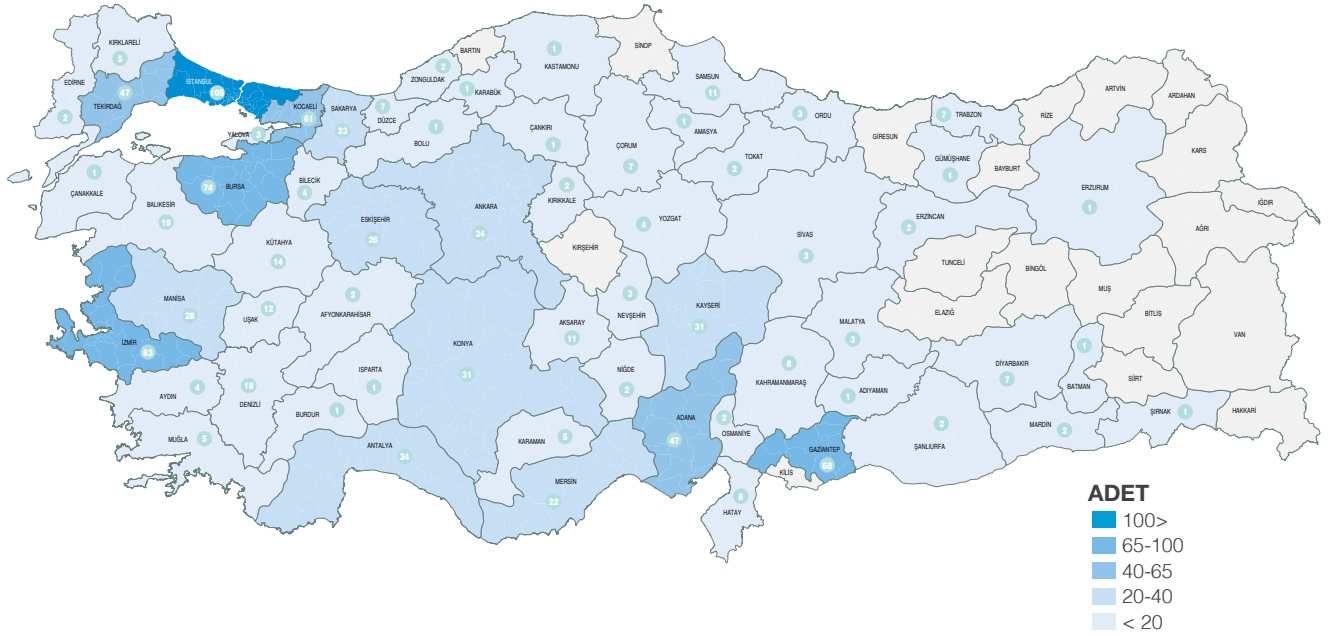 KIRKLARELİ
5
EDİRNE
2
TEKİRDAĞ
47
İSTANBUL
106
KOCAELİ
61
YALOVA
3
SAKARYA
23
DÜZCE
7
ZONGULDAK
2
BARTIN
KARABÜK
1
KASTAMONU
1
SİNOP
SAMSUN
11
ORDU
3
GİRESUN
TRABZON
7
RİZE
ARTVİN
ARDAHAN
KARS
IĞDIR
AĞRI
ERZURUM
1
BAYBURT
GÜMÜŞHANE
1
ERZİNCAN
2
TOKAT
2
AMASYA
1
ÇORUM
7
ÇANKIRI
1
BOLU
1
BİLECİK
4
BURSA
74
ÇANAKKALE
1
BALIKESİR
19
KÜTAHYA
14
ESKİŞEHİR
26
ANKARA
34
KIRIKKALE
2
KIRŞEHİR
YOZGAT
4
SİVAS
3
TUNCELİ
BİNGÖL
MUŞ
BİTLİS
VAN
ELAZIĞ
MALATYA
3
KAYSERİ
31
NEVŞEHİR
3
AKSARAY
11
KONYA
31
AFYONKARAHİSAR
2
UŞAK
12
MANİSA
28
İZMİR
83
AYDIN
4
DENİZLİ
18
MUĞLA
5
BURDUR
1
ISPARTA
1
ANTALYA
34
KARAMAN
5
MERSİN
22
NİĞDE
2
ADANA
47
OSMANİYE
2
HATAY
8
KAHRAMANMARAŞ
8
GAZİANTEP
68
KİLİS
ADIYAMAN
1
ŞANLIURFA
2
DİYARBAKIR
7
MARDİN
2
BATMAN
1
SİİRT
ŞIRNAK
1
HAKKARİ
ADET
100>
65-100
40-65
20-40
< 20